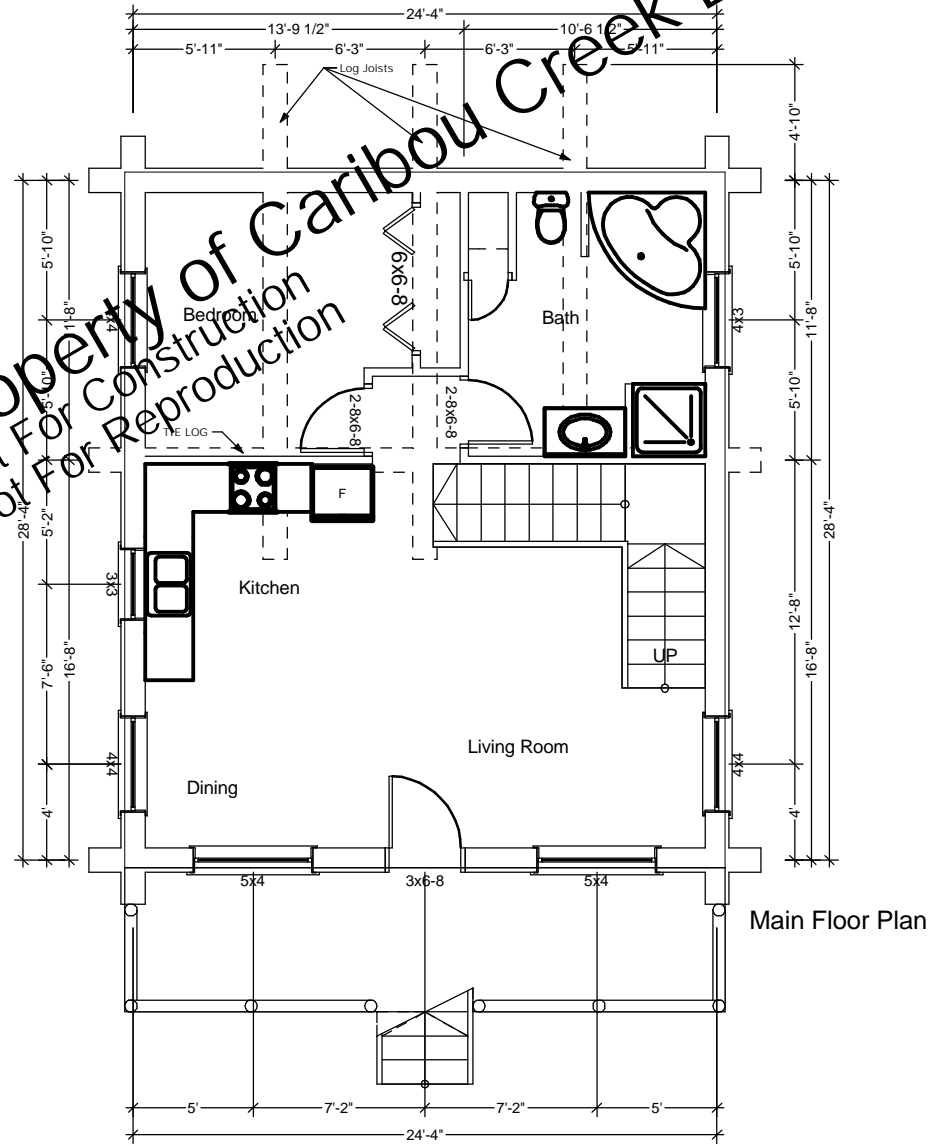 24'-4"
13'-9 1/2" 10'-6 1/2"
5'-11" 6'-3" 6'-3" 5'-11"
Log Joists
4'-10"
Property of Caribou Creek
Not For Construction
Not For Reproduction
5'-10"
11'-8"
5'-10"
28'-4"
5'-2"
7'-6"
16'-8"
4'
Bedroom
6x6-8
Bath
4x3
2-8x6-8
2-8x6-8
TIE LOG
F
3x3
Kitchen
UP
Living Room
Dining
4x4
4x4
5x4
3x6-8
5x4
5'-10"
11'-8"
5'-10"
28'-4"
12'-8"
16'-8"
4'
Main Floor Plan
5' 7'-2" 7'-2" 5'
24'-4"